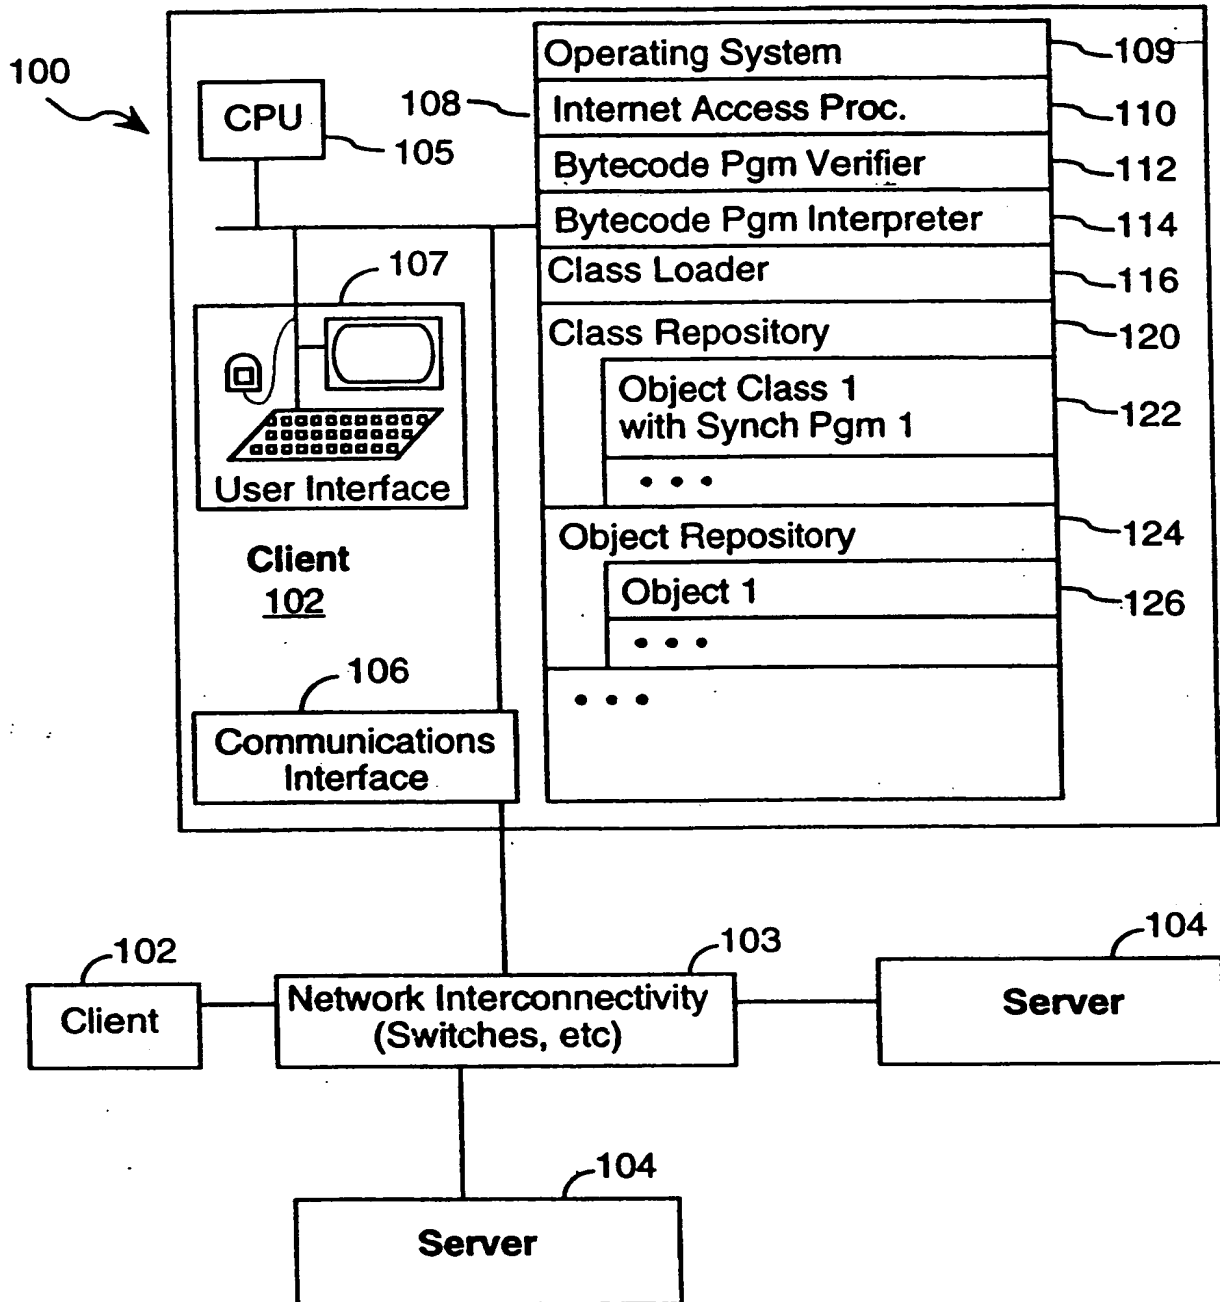 100
CPU
105
108
Operating System
109
Internet Access Proc.
110
Bytecode Pgm Verifier
112
Bytecode Pgm Interpreter
114
Class Loader
116
Class Repository
120
Object Class 1
with Synch Pgm 1
122
• • •
Object Repository
124
Object 1
126
• • •
• • •
107
User Interface
Client
102
106
Communications
Interface
102
Client
103
Network Interconnectivity
(Switches, etc)
104
Server
104
Server